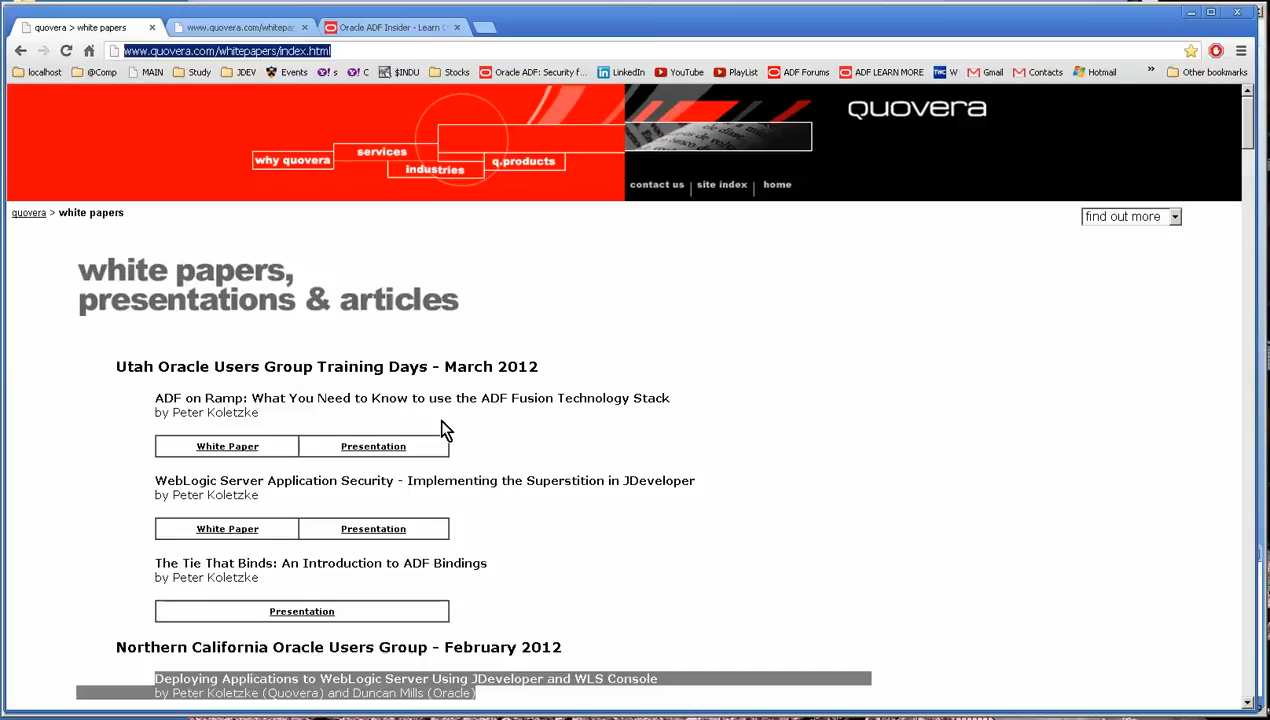 quovera > white papers
www.quovera.com/whitepap
Oracle ADF Insider - Learn
www.quovera.com/whitepapers/index.html
localhost @Comp MAIN Study JDEV Events Y! s Y! C $INDU Stocks Oracle ADF: Security f... LinkedIn YouTube PlayList ADF Forums ADF LEARN MORE W Gmail Contacts Hotmail » Other bookmarks
quovera
why quovera
services
industries
q.products
contact us | site index | home
quovera > white papers
find out more
white papers,
presentations & articles
Utah Oracle Users Group Training Days - March 2012
ADF on Ramp: What You Need to Know to use the ADF Fusion Technology Stack
by Peter Koletzke
White Paper Presentation
WebLogic Server Application Security - Implementing the Superstition in JDeveloper
by Peter Koletzke
White Paper Presentation
The Tie That Binds: An Introduction to ADF Bindings
by Peter Koletzke
Presentation
Northern California Oracle Users Group - February 2012
Deploying Applications to WebLogic Server Using JDeveloper and WLS Console
by Peter Koletzke (Quovera) and Duncan Mills (Oracle)